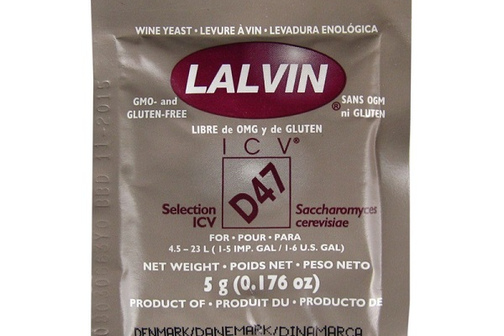 WINE YEAST • LEVURE À VIN • LEVADURA ENOLÓGICA
LALVIN®
GMO- and
GLUTEN-FREE
SANS OGM
ni GLUTEN
LIBRE de OMG y de GLUTEN
ICV®
D47
Selection
ICV
Saccharomyces
cerevisiae
FOR • POUR • PARA
4.5 – 23 L ( 1-5 IMP. GAL / 1-6 U.S. GAL)
NET WEIGHT • POIDS NET • PESO NETO
5 g (0.176 oz)
PRODUCT OF • PRODUIT DU • PRODUCTO DE
DENMARK/DANEMARK/DINAMARCA
BBD 11-2016